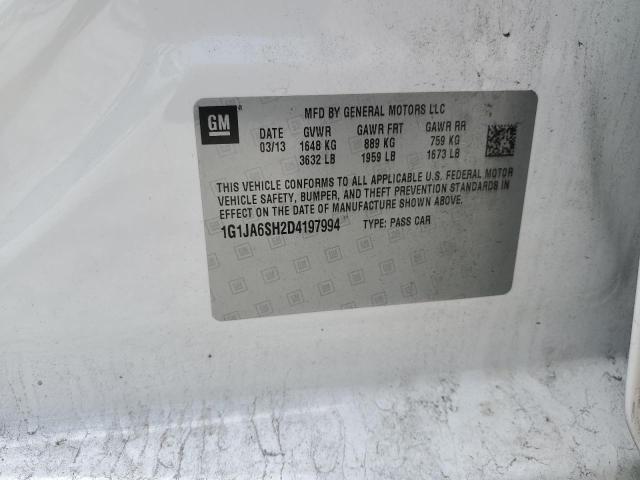 GM
MFD BY GENERAL MOTORS LLC
DATE GVWR GAWR FRT GAWR RR
03/13 1648 KG 889 KG 759 KG
3632 LB 1959 LB 1673 LB
THIS VEHICLE CONFORMS TO ALL APPLICABLE U.S. FEDERAL MOTOR
VEHICLE SAFETY, BUMPER, AND THEFT PREVENTION STANDARDS IN
EFFECT ON THE DATE OF MANUFACTURE SHOWN ABOVE.
1G1JA6SH2D4197994 TYPE: PASS CAR